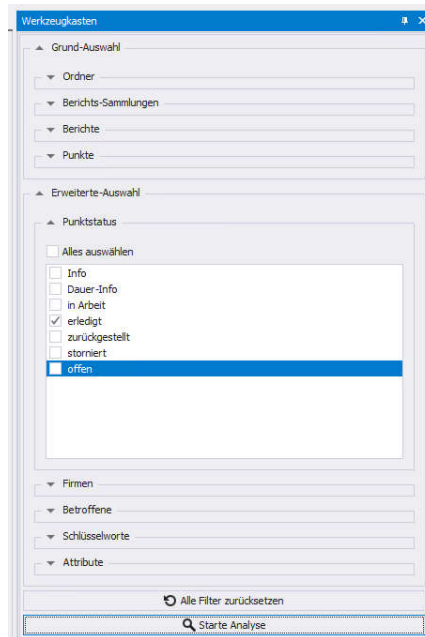 Werkzeugkasten
Grund-Auswahl
Ordner
Berichts-Sammlungen
Berichte
Punkte
Erweiterte-Auswahl
Punktstatus
Alles auswählen
Info
Dauer-Info
in Arbeit
erledigt
zurückgestellt
storniert
offen
Firmen
Betroffene
Schlüsselworte
Attribute
Alle Filter zurücksetzen
Starte Analyse